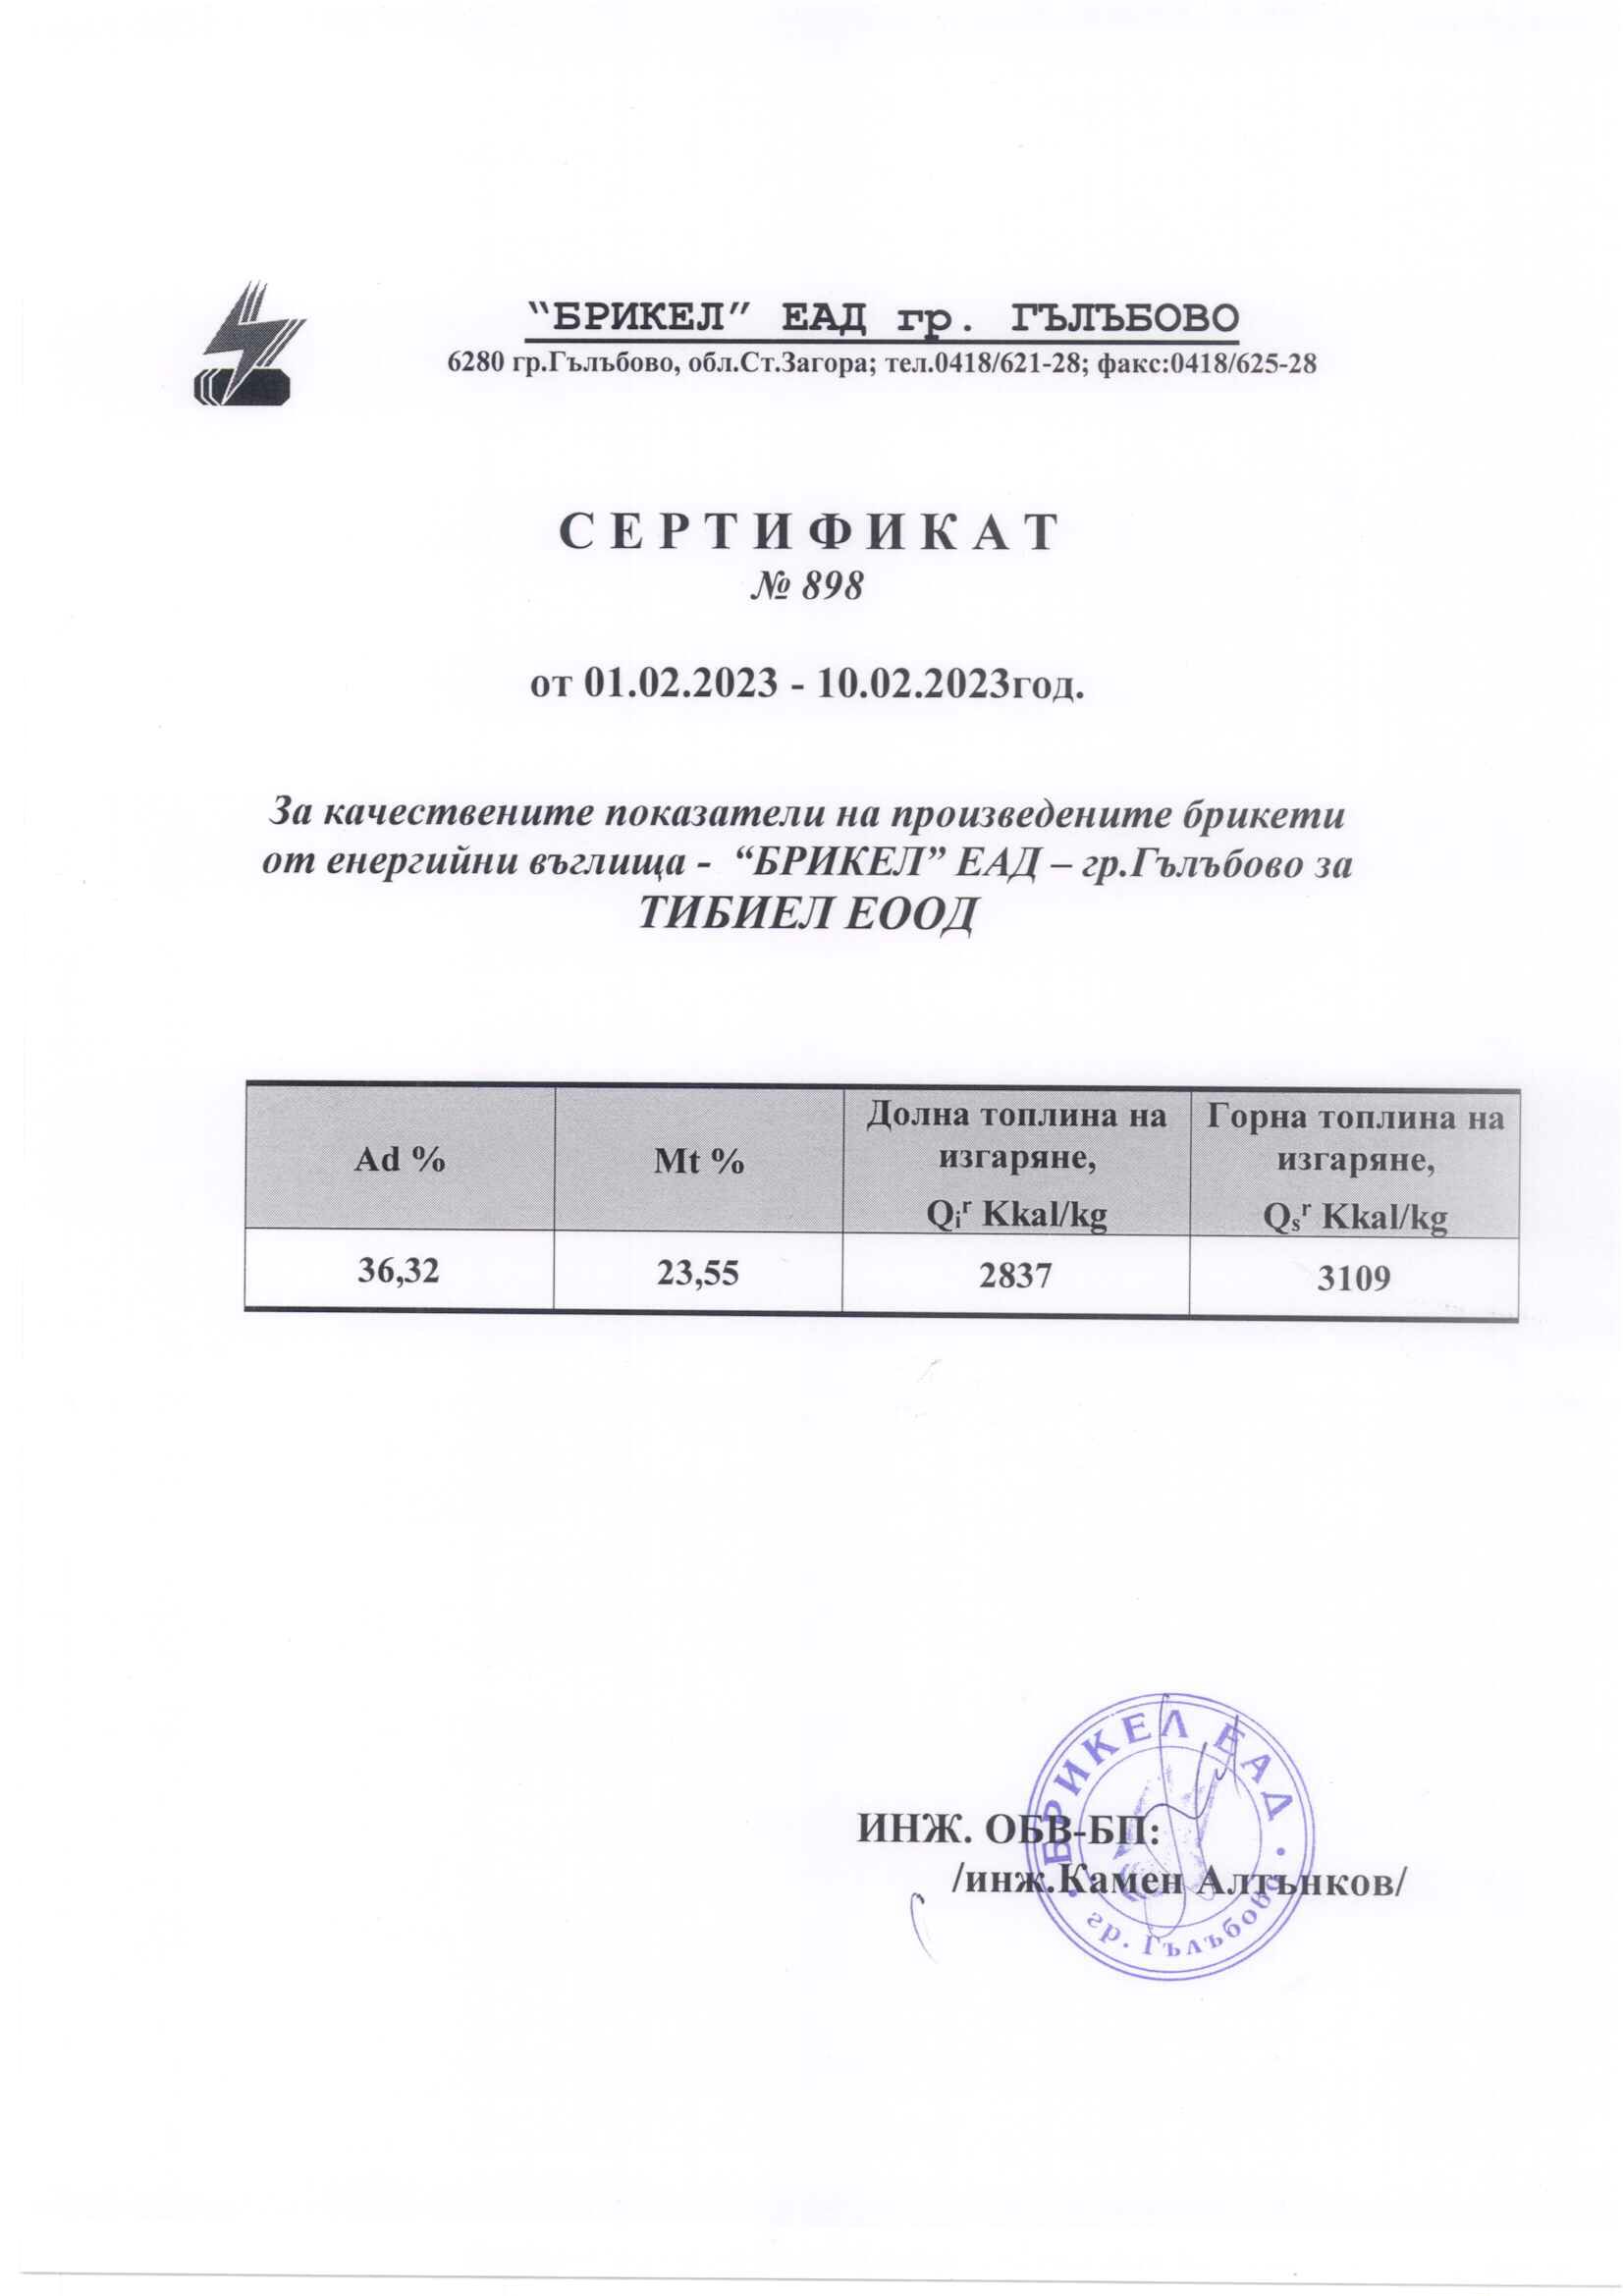 “БРИКЕЛ” ЕАД гр. ГЪЛЪБОВО
6280 гр.Гълъбово, обл.Ст.Загора; тел.0418/621-28; факс:0418/625-28
С Е Р Т И Ф И К А Т
№ 898
от 01.02.2023 - 10.02.2023год.
За качествените показатели на произведените брикети
от енергийни въглища - “БРИКЕЛ” ЕАД – гр.Гълъбово за
ТИБИЕЛ ЕООД
Ad %
Mt %
Долна топлина на
изгаряне,
Qiʳ Kkal/kg
Горна топлина на
изгаряне,
Qsʳ Kkal/kg
36,32
23,55
2837
3109
ИНЖ. ОБВ-БП:
/инж.Камен Алтънков/
БРИКЕЛ ЕАД
гр. Гълъбово